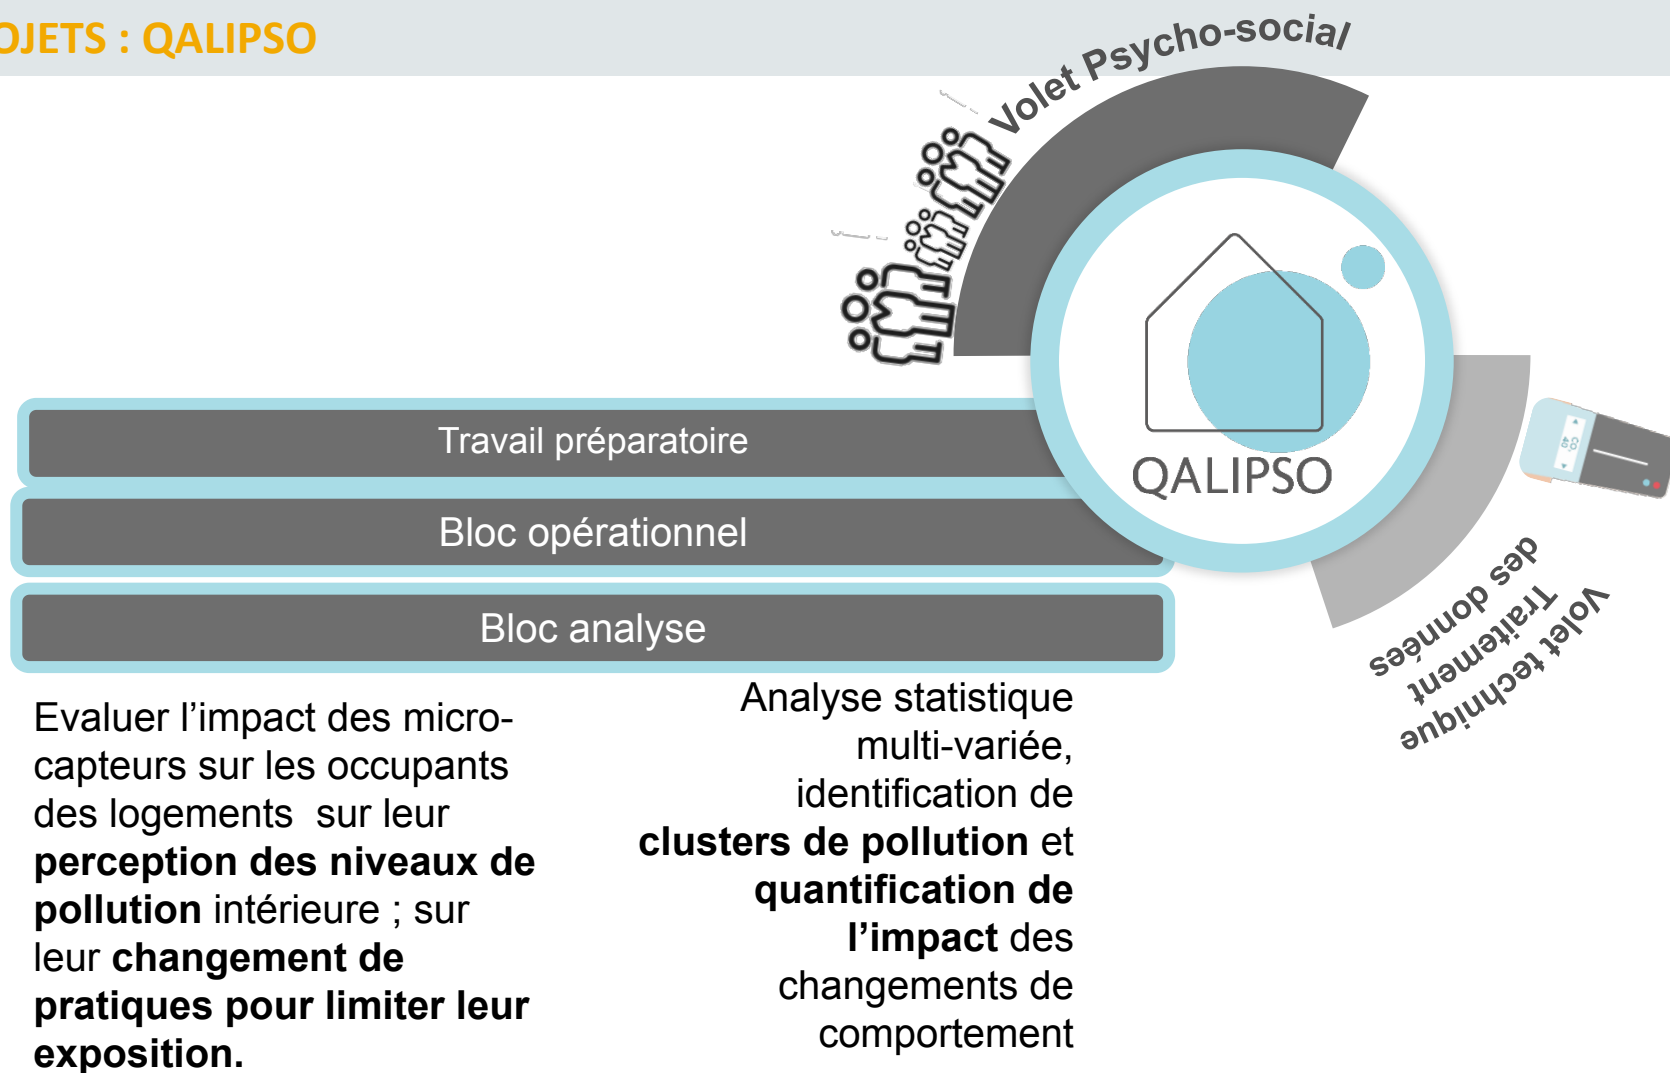 OJETS : QALIPSO
Volet Psycho-social
QALIPSO
Travail préparatoire
Bloc opérationnel
Bloc analyse
Volet technique
Traitement
des données
Evaluer l’impact des micro-
capteurs sur les occupants
des logements  sur leur
perception des niveaux de
pollution intérieure ; sur
leur changement de
pratiques pour limiter leur
exposition.
Analyse statistique
multi-variée,
identification de
clusters de pollution et
quantification de
l’impact des
changements de
comportement